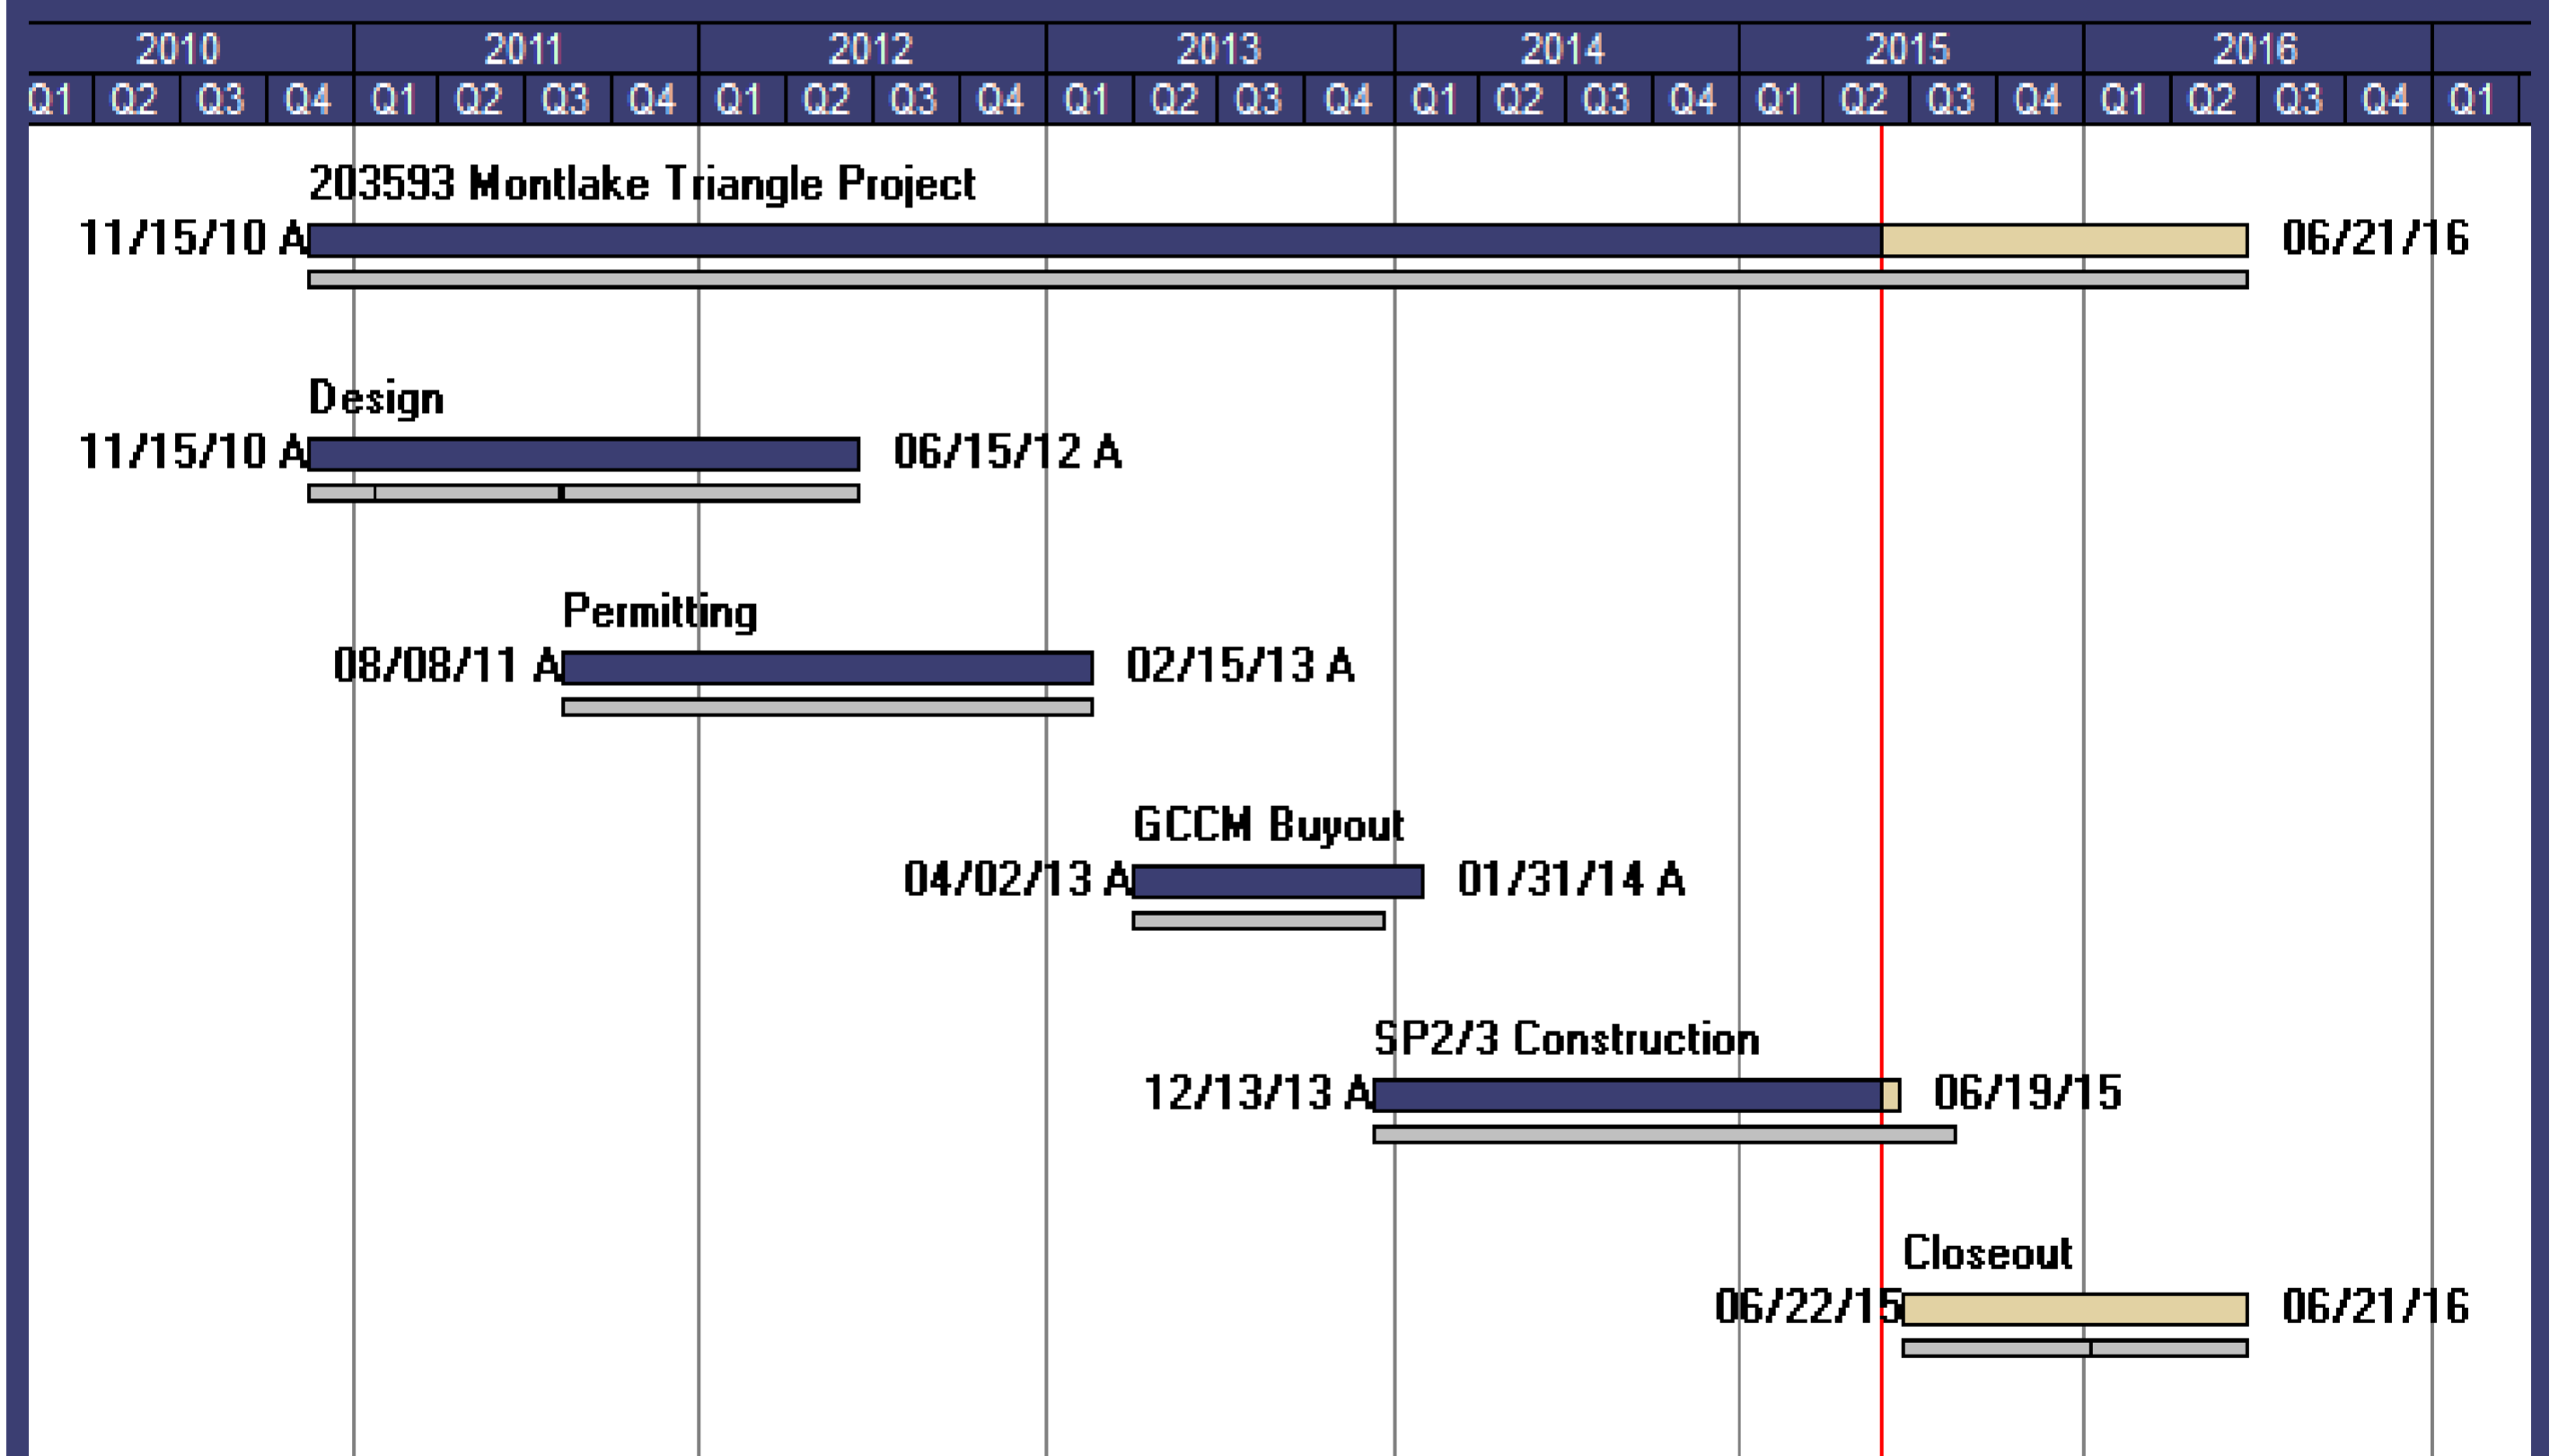 2010 2011 2012 2013 2014 2015 2016
Q1 Q2 Q3 Q4 Q1 Q2 Q3 Q4 Q1 Q2 Q3 Q4 Q1 Q2 Q3 Q4 Q1 Q2 Q3 Q4 Q1 Q2 Q3 Q4 Q1 Q2 Q3 Q4 Q1
203593 Montlake Triangle Project
11/15/10 A 06/21/16
Design
11/15/10 A 06/15/12 A
Permitting
08/08/11 A 02/15/13 A
GCCM Buyout
04/02/13 A 01/31/14 A
SP2/3 Construction
12/13/13 A 06/19/15
Closeout
06/22/15 06/21/16